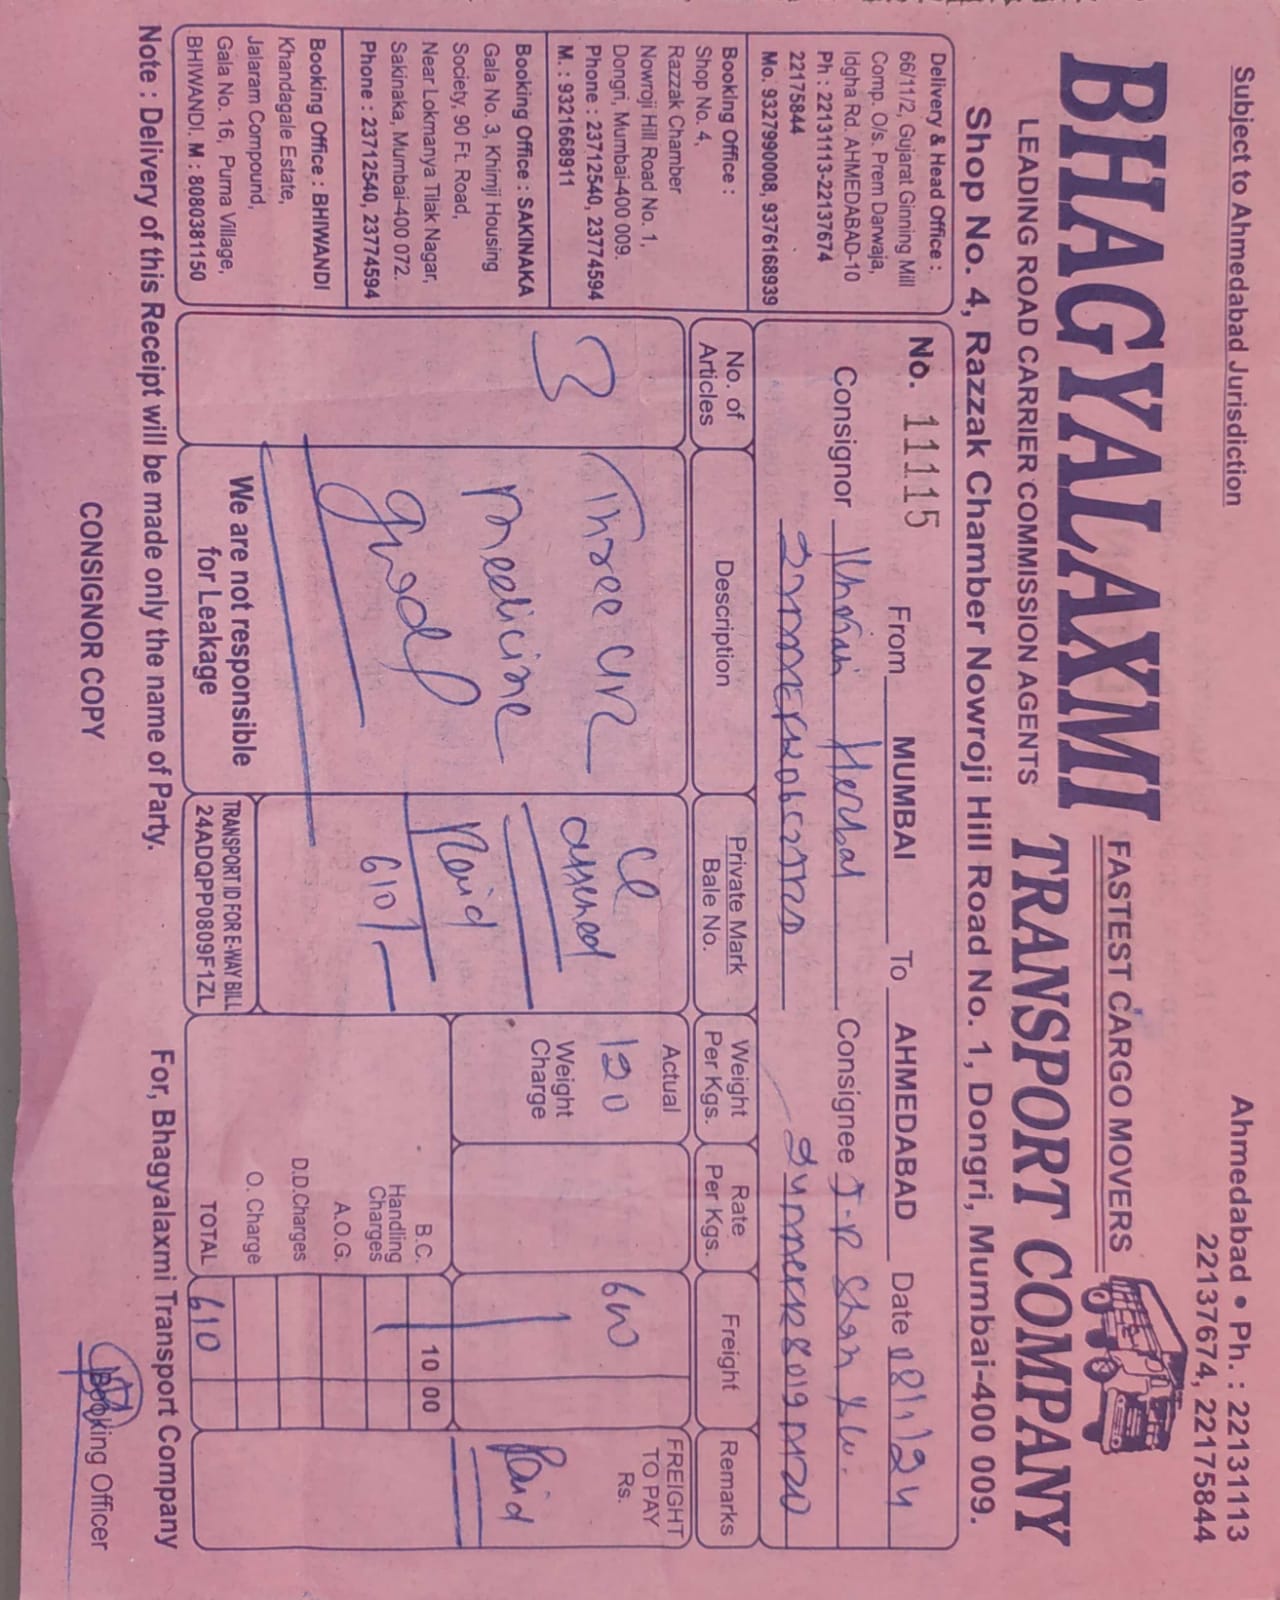 Subject to Ahmedabad Jurisdiction
Ahmedabad • Ph. : 22131113
22137674, 22175844
BHAGYALAXMI
FASTEST CARGO MOVERS
LEADING ROAD CARRIER COMMISSION AGENTS
TRANSPORT COMPANY
Shop No. 4, Razzak Chamber Nowroji Hill Road No. 1, Dongri, Mumbai-400 009.
Delivery & Head Office :
66/11/2, Gujarat Ginning Mill
Comp. O/s. Prem Darwaja,
Idgha Rd. AHMEDABAD-10
Ph : 22131113-22137674
22175844
Mo. 9327990008, 9376168939
Booking Office :
Shop No. 4,
Razzak Chamber
Nowroji Hill Road No. 1,
Dongri, Mumbai-400 009.
Phone : 23712540, 23774594
M. : 9321668911
Booking Office : SAKINAKA
Gala No. 3, Khimji Housing
Society, 90 Ft. Road,
Near Lokmanya Tilak Nagar,
Sakinaka, Mumbai-400 072.
Phone : 23712540, 23774594
Booking Office : BHIWANDI
Khandagale Estate,
Jalaram Compound,
Gala No. 16, Purna Village,
BHIWANDI, M : 8080381150
No. 11115 From MUMBAI To AHMEDABAD Date 08/1/24
Consignor Herbal Consignee J-P Shah
No. of Articles
Description
Private Mark
Bale No.
Weight Per Kgs.
Rate Per Kgs.
Freight
Remarks
3
Three
medicine
Paid
610/-
Actual
120
Weight Charge
600
FREIGHT TO PAY Rs.
Paid
B.C. 10 00
Handling Charges
A.O.G.
D.D.Charges
O. Charge
TOTAL 610
We are not responsible for Leakage
TRANSPORT ID FOR E-WAY BILL
24ADQPP0809F1ZL
Note : Delivery of this Receipt will be made only the name of Party.
For, Bhagyalaxmi Transport Company
CONSIGNOR COPY
Booking Officer